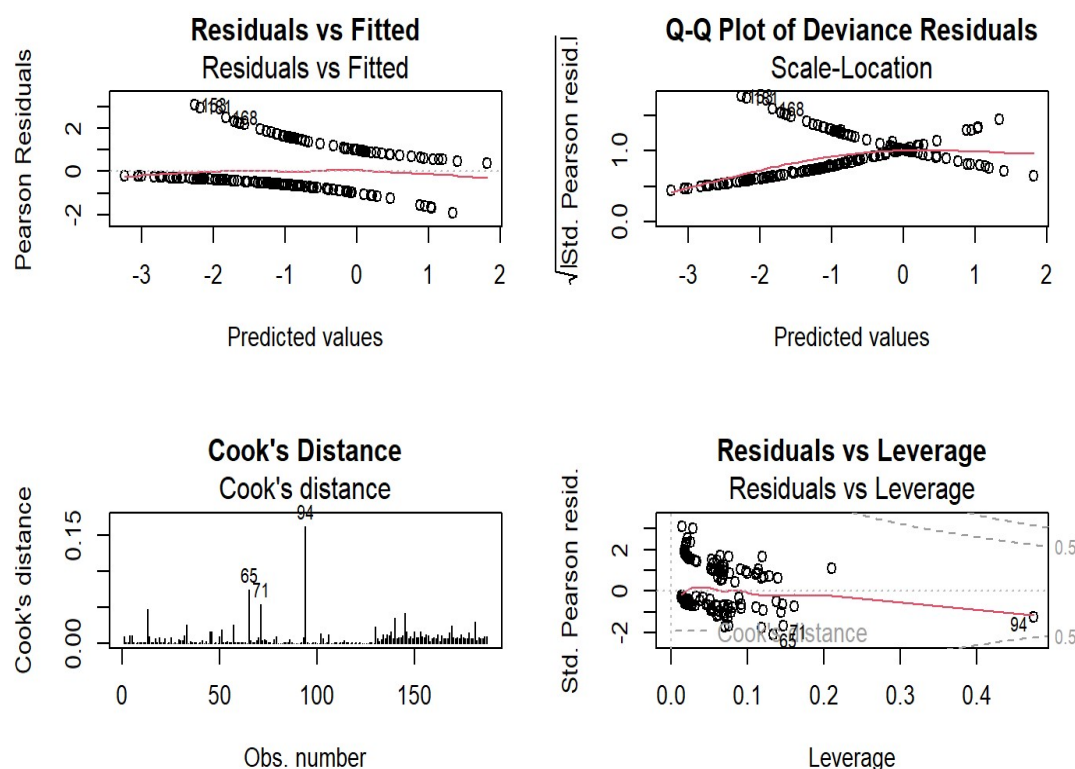 Residuals vs Fitted
Residuals vs Fitted
Pearson Residuals
2
0
-2
168
-3 -2 -1 0 1 2
Predicted values
Q-Q Plot of Deviance Residuals
Scale-Location
√|Std. Pearson resid.|
1.0
0.0
168
-3 -2 -1 0 1 2
Predicted values
Cook's Distance
Cook's distance
Cook's distance
0.15
0.00
94
65
71
0 50 100 150
Obs. number
Residuals vs Leverage
Residuals vs Leverage
Std. Pearson resid.
2
0
-2
0.5
94
Cook's distance
71
65
0.5
0.0 0.1 0.2 0.3 0.4
Leverage